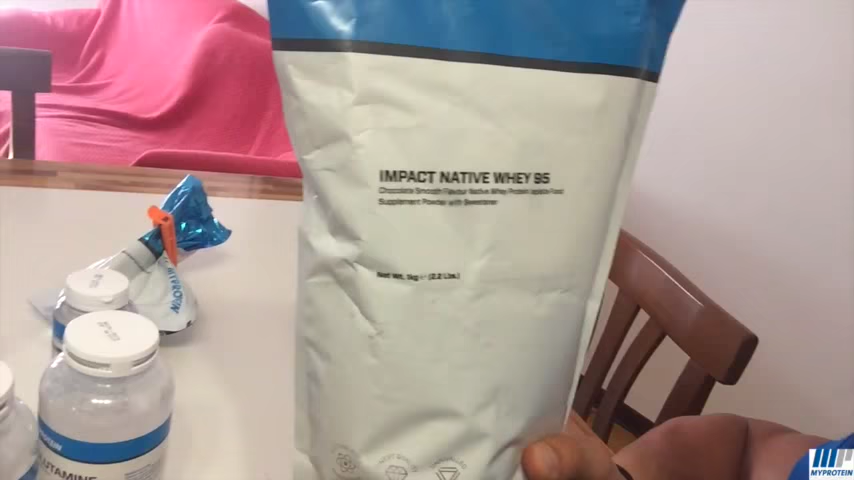 IMPACT NATIVE WHEY 95
Chocolate Smooth Flavour Native Whey Protein Isolate Food
Supplement Powder with Sweetener
Net Wt. 1kg ℮ (2.2 Lbs.)
MYPROTEIN